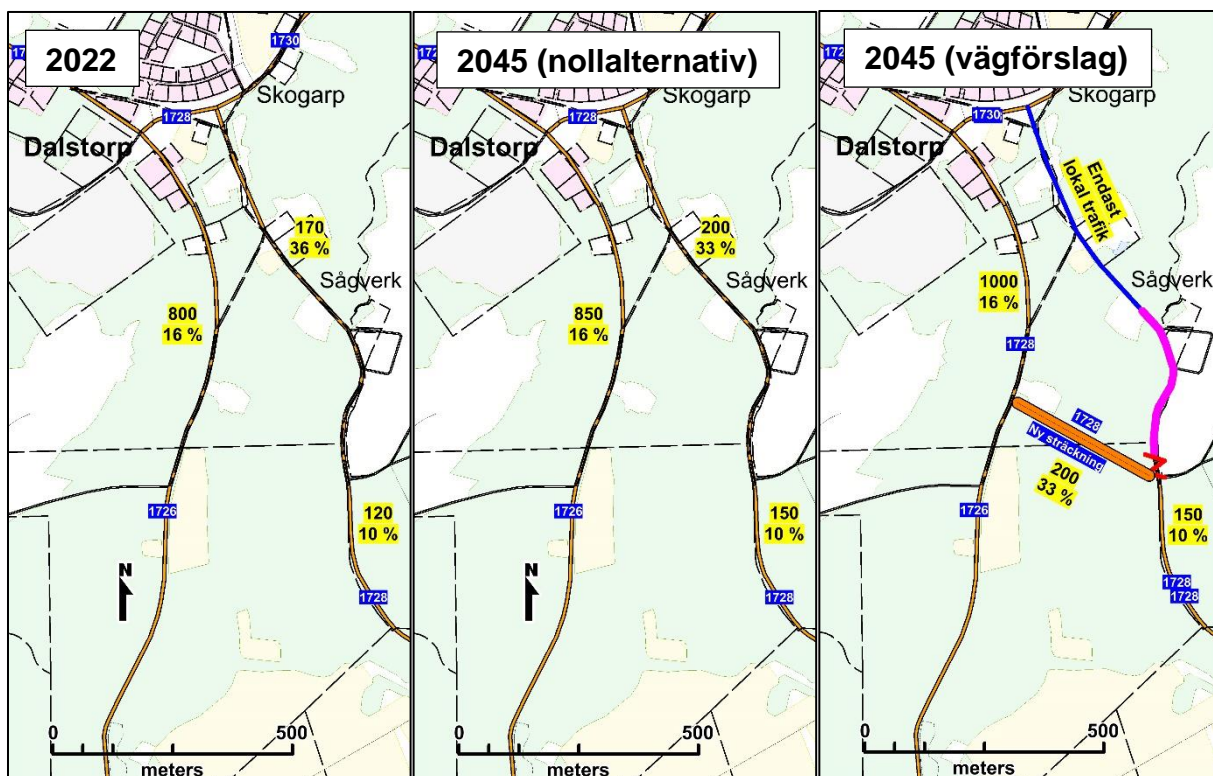 2022
1730
Skogarp
1728
Dalstorp
170
36 %
Sågverk
800
16 %
1726
120
10 %
N
1728
0
500
meters
2045 (nollalternativ)
Skogarp
1728
Dalstorp
200
33 %
Sågverk
850
16 %
1726
150
10 %
N
1728
0
500
meters
2045 (vägförslag)
Skogarp
1730
Dalstorp
Endast
lokal trafik
1000
16 %
Sågverk
1728
1728
Ny sträckning
200
33 %
1726
150
10 %
1728
1728
0
500
meters